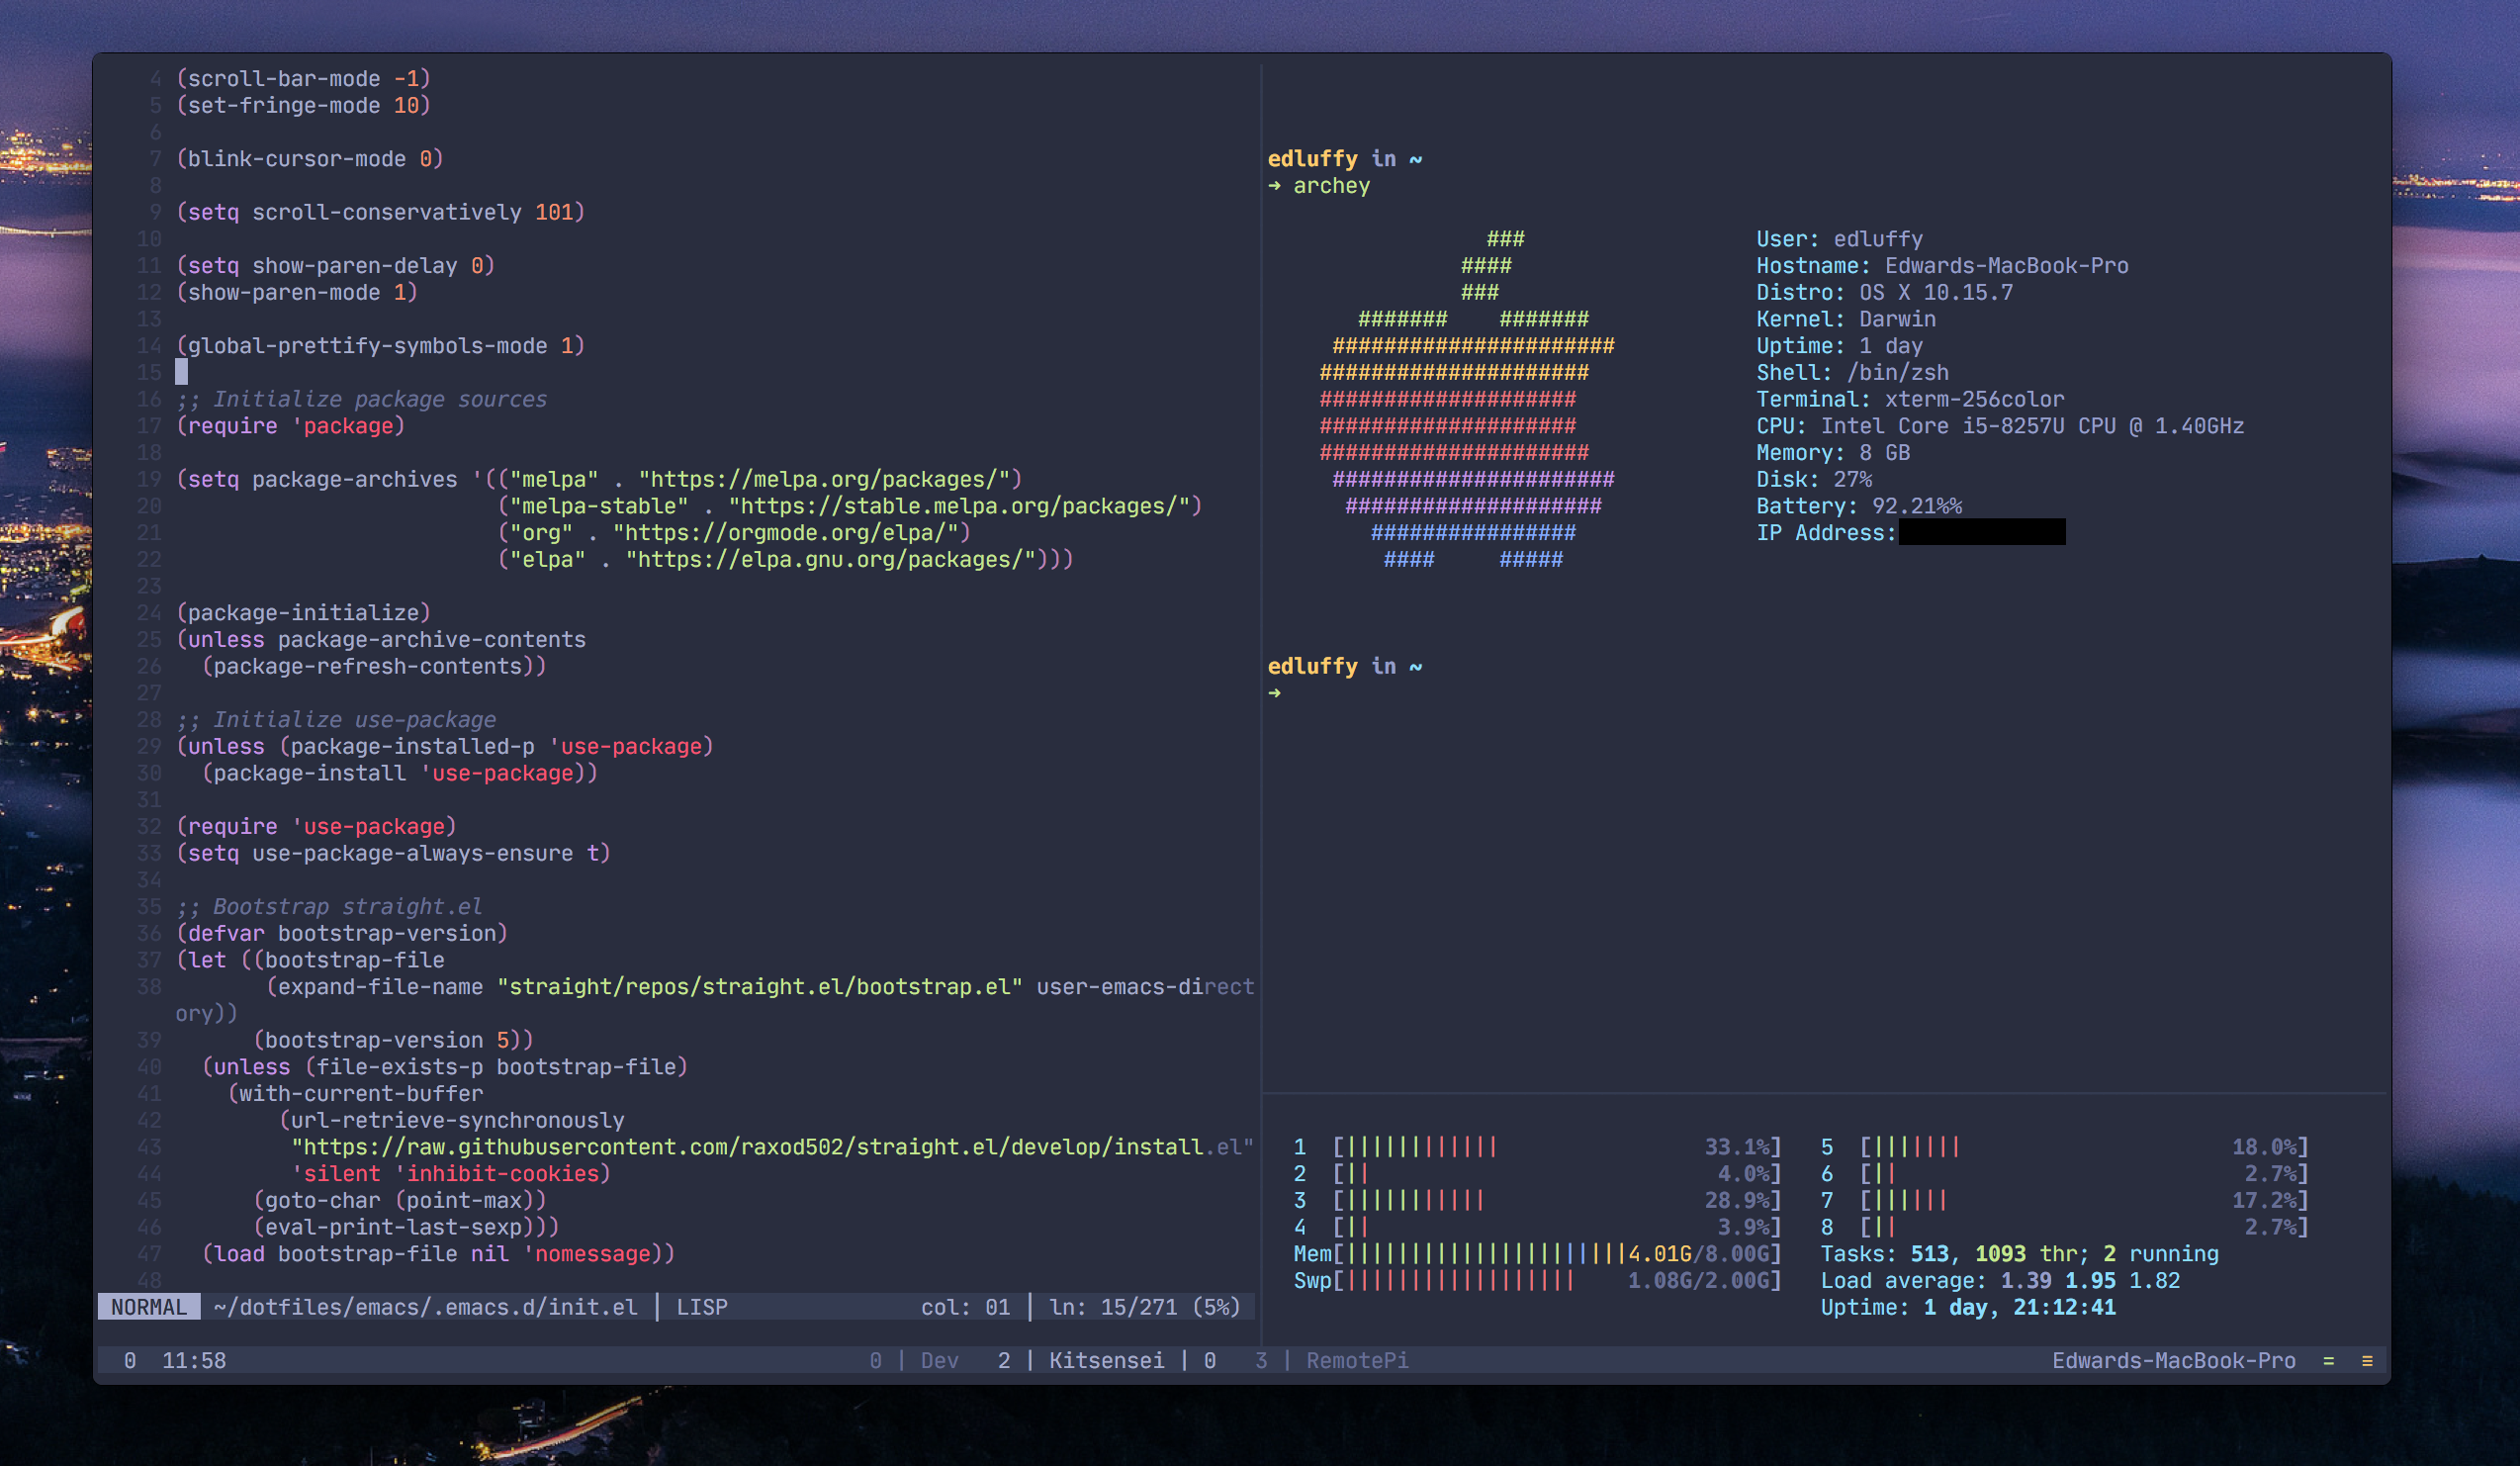 4 (scroll-bar-mode -1)
5 (set-fringe-mode 10)
6
7 (blink-cursor-mode 0)
8
9 (setq scroll-conservatively 101)
10
11 (setq show-paren-delay 0)
12 (show-paren-mode 1)
13
14 (global-prettify-symbols-mode 1)
15
16 ;; Initialize package sources
17 (require 'package)
18
19 (setq package-archives '(("melpa" . "https://melpa.org/packages/")
20 ("melpa-stable" . "https://stable.melpa.org/packages/")
21 ("org" . "https://orgmode.org/elpa/")
22 ("elpa" . "https://elpa.gnu.org/packages/")))
23
24 (package-initialize)
25 (unless package-archive-contents
26 (package-refresh-contents))
27
28 ;; Initialize use-package
29 (unless (package-installed-p 'use-package)
30 (package-install 'use-package))
31
32 (require 'use-package)
33 (setq use-package-always-ensure t)
34
35 ;; Bootstrap straight.el
36 (defvar bootstrap-version)
37 (let ((bootstrap-file
38 (expand-file-name "straight/repos/straight.el/bootstrap.el" user-emacs-direct
ory))
39 (bootstrap-version 5))
40 (unless (file-exists-p bootstrap-file)
41 (with-current-buffer
42 (url-retrieve-synchronously
43 "https://raw.githubusercontent.com/raxod502/straight.el/develop/install.el"
44 'silent 'inhibit-cookies)
45 (goto-char (point-max))
46 (eval-print-last-sexp)))
47 (load bootstrap-file nil 'nomessage))
48
NORMAL ~/dotfiles/emacs/.emacs.d/init.el | LISP col: 01 | ln: 15/271 (5%)
edluffy in ~
→ archey
###
####
###
####### #######
######################
#####################
####################
####################
#####################
######################
####################
################
#### #####
User: edluffy
Hostname: Edwards-MacBook-Pro
Distro: OS X 10.15.7
Kernel: Darwin
Uptime: 1 day
Shell: /bin/zsh
Terminal: xterm-256color
CPU: Intel Core i5-8257U CPU @ 1.40GHz
Memory: 8 GB
Disk: 27%
Battery: 92.21%%
IP Address:
edluffy in ~
→
1 [|||||||||||| 33.1%] 5 [||||||| 18.0%]
2 [|| 4.0%] 6 [|| 2.7%]
3 [||||||||||| 28.9%] 7 [|||||| 17.2%]
4 [|| 3.9%] 8 [|| 2.7%]
Mem[||||||||||||||||||||||4.01G/8.00G] Tasks: 513, 1093 thr; 2 running
Swp[|||||||||||||||||| 1.08G/2.00G] Load average: 1.39 1.95 1.82
Uptime: 1 day, 21:12:41
0 11:58 0 | Dev 2 | Kitsensei | 0 3 | RemotePi Edwards-MacBook-Pro = ≡